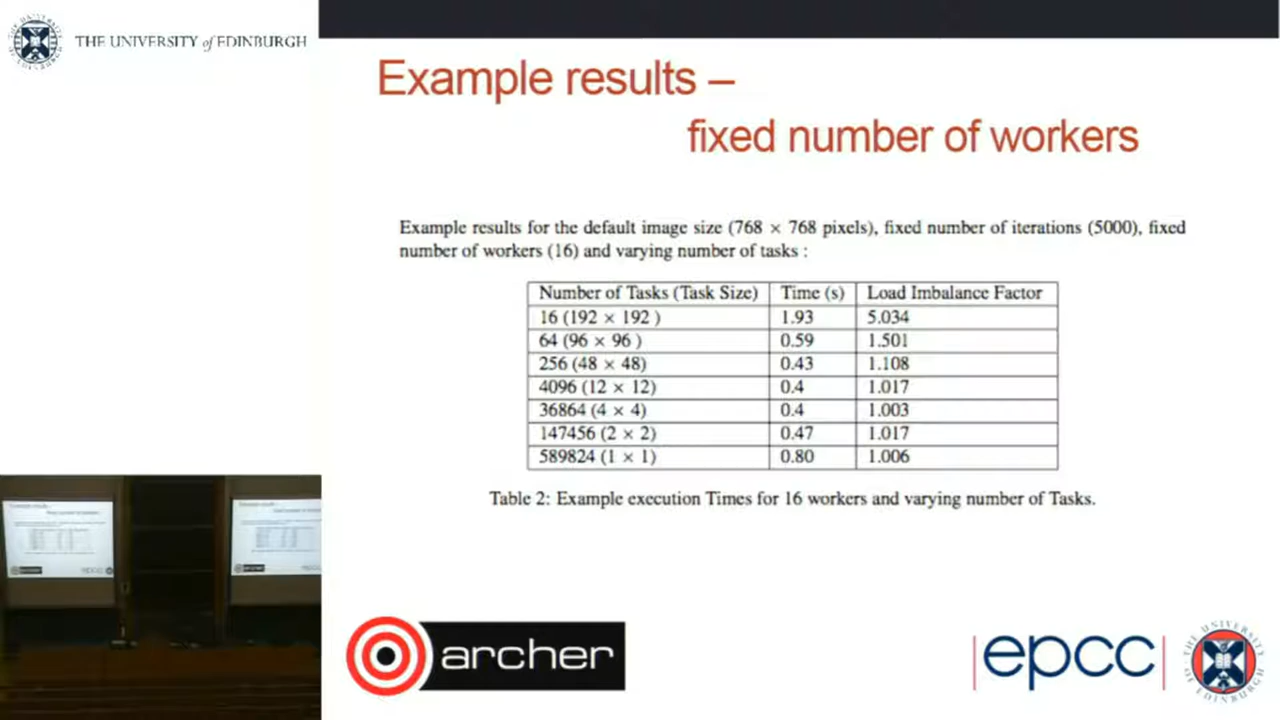 THE UNIVERSITY of EDINBURGH
Example results –
fixed number of workers
Example results for the default image size (768 × 768 pixels), fixed number of iterations (5000), fixed
number of workers (16) and varying number of tasks :
Number of Tasks (Task Size) Time (s) Load Imbalance Factor
16 (192 × 192 ) 1.93 5.034
64 (96 × 96 ) 0.59 1.501
256 (48 × 48) 0.43 1.108
4096 (12 × 12) 0.4 1.017
36864 (4 × 4) 0.4 1.003
147456 (2 × 2) 0.47 1.017
589824 (1 × 1) 0.80 1.006
Table 2: Example execution Times for 16 workers and varying number of Tasks.
archer
epcc
THE UNIVERSITY OF EDINBURGH